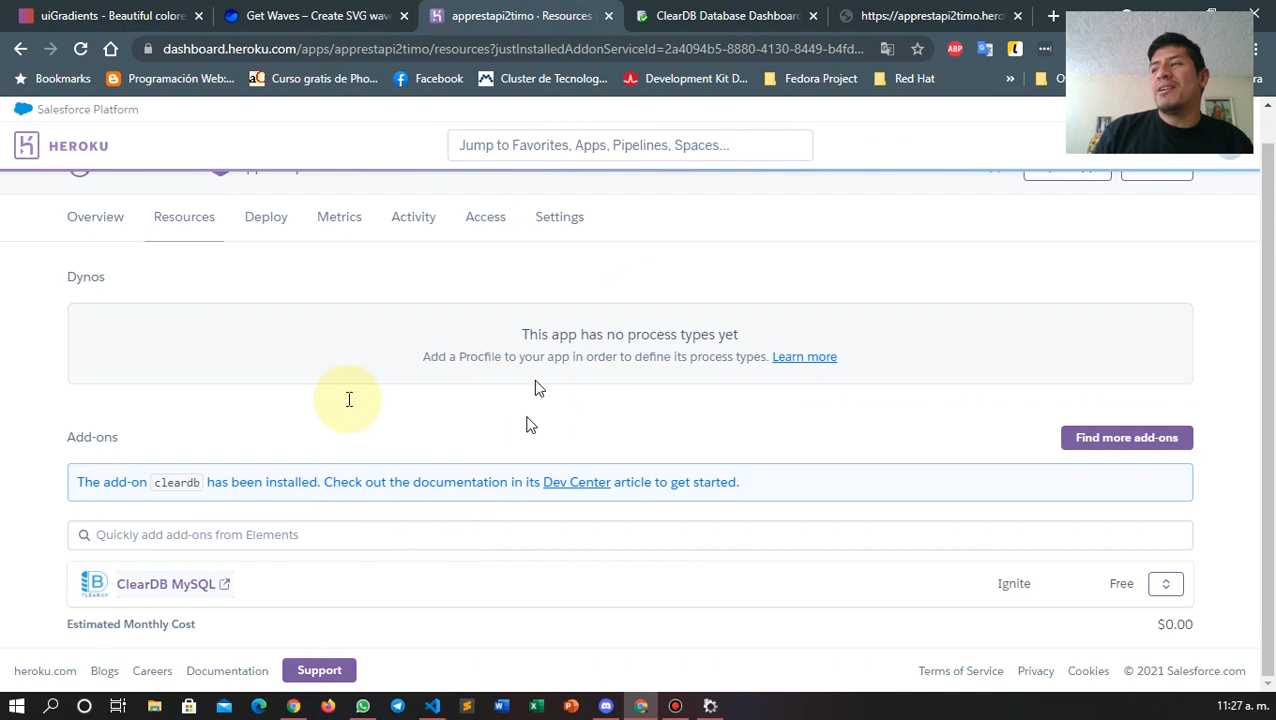 uiGradients - Beautiful colore
Get Waves – Create SVG wav
apprestapi2timo - Resources
ClearDB Database Dashboard
https://apprestapi2timo.hero
dashboard.heroku.com/apps/apprestapi2timo/resources?justInstalledAddonServiceId=2a4094b5-8880-4130-8449-b4fd...
ABP
Bookmarks
Programación Web:...
Curso gratis de Pho...
Facebook
Cluster de Tecnolog...
Development Kit D...
Fedora Project
Red Hat
»
Salesforce Platform
HEROKU
Jump to Favorites, Apps, Pipelines, Spaces...
Overview
Resources
Deploy
Metrics
Activity
Access
Settings
Dynos
This app has no process types yet
Add a Procfile to your app in order to define its process types. Learn more
Add-ons
Find more add-ons
The add-on cleardb has been installed. Check out the documentation in its Dev Center article to get started.
Quickly add add-ons from Elements
ClearDB MySQL
Ignite
Free
Estimated Monthly Cost
$0.00
heroku.com
Blogs
Careers
Documentation
Support
Terms of Service
Privacy
Cookies
© 2021 Salesforce.com
11:27 a. m.